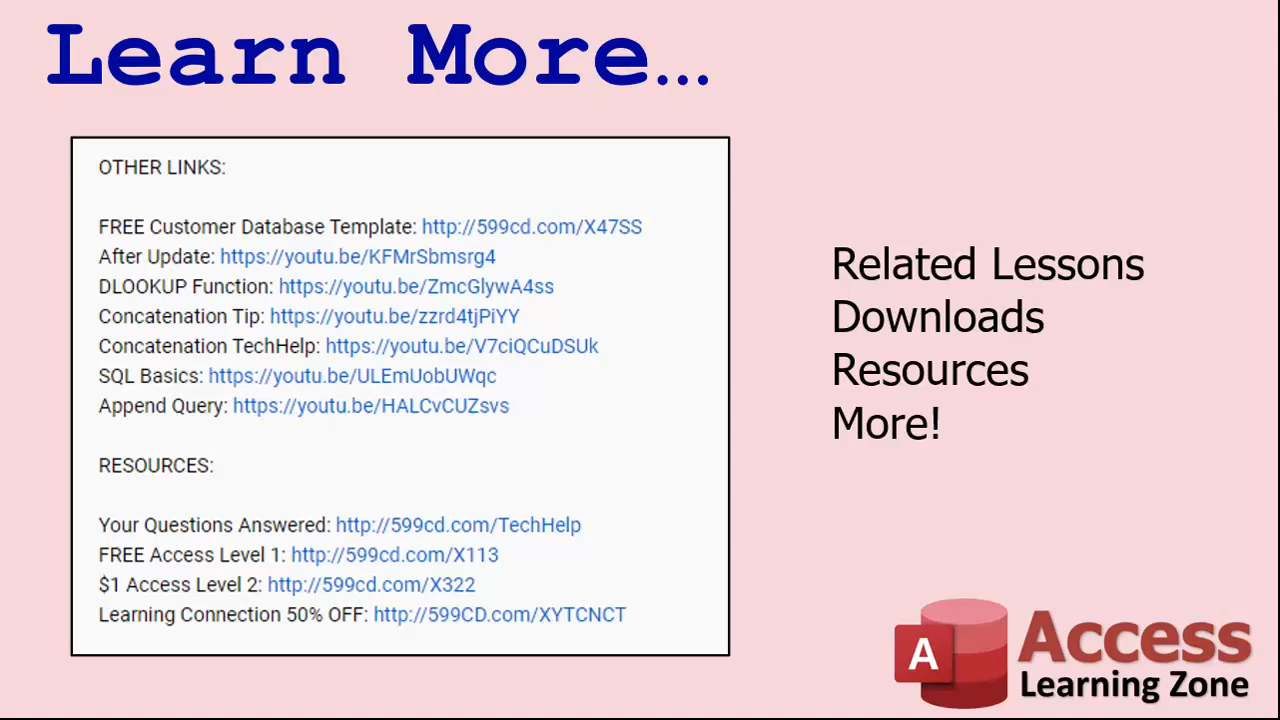 Learn More...
OTHER LINKS:
FREE Customer Database Template: http://599cd.com/X47SS
After Update: https://youtu.be/KFMrSbmsrg4
DLOOKUP Function: https://youtu.be/ZmcGlywA4ss
Concatenation Tip: https://youtu.be/zzrd4tjPiYY
Concatenation TechHelp: https://youtu.be/V7ciQCuDSUk
SQL Basics: https://youtu.be/ULEmUobUWqc
Append Query: https://youtu.be/HALCvCUZsvs
RESOURCES:
Your Questions Answered: http://599cd.com/TechHelp
FREE Access Level 1: http://599cd.com/X113
$1 Access Level 2: http://599cd.com/X322
Learning Connection 50% OFF: http://599CD.com/XYTCNCT
Related Lessons
Downloads
Resources
More!
A
Access
Learning Zone